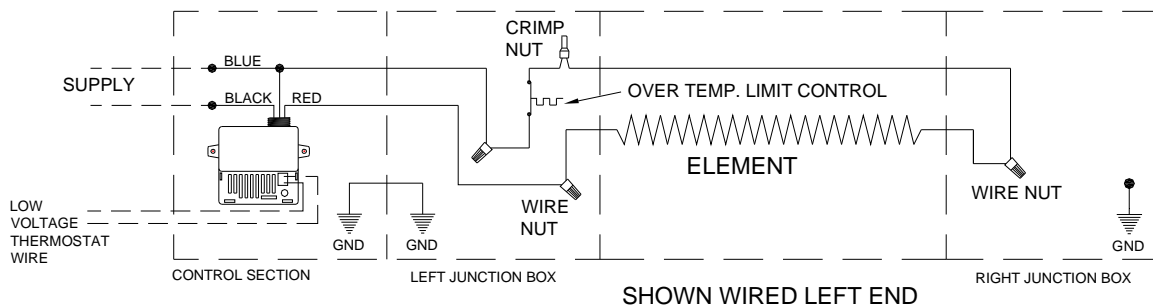 CRIMP
NUT
BLUE
SUPPLY
BLACK RED
OVER TEMP. LIMIT CONTROL
ELEMENT
WIRE NUT
WIRE
NUT
LOW
VOLTAGE
THERMOSTAT
WIRE
GND
GND
GND
CONTROL SECTION
LEFT JUNCTION BOX
RIGHT JUNCTION BOX
SHOWN WIRED LEFT END